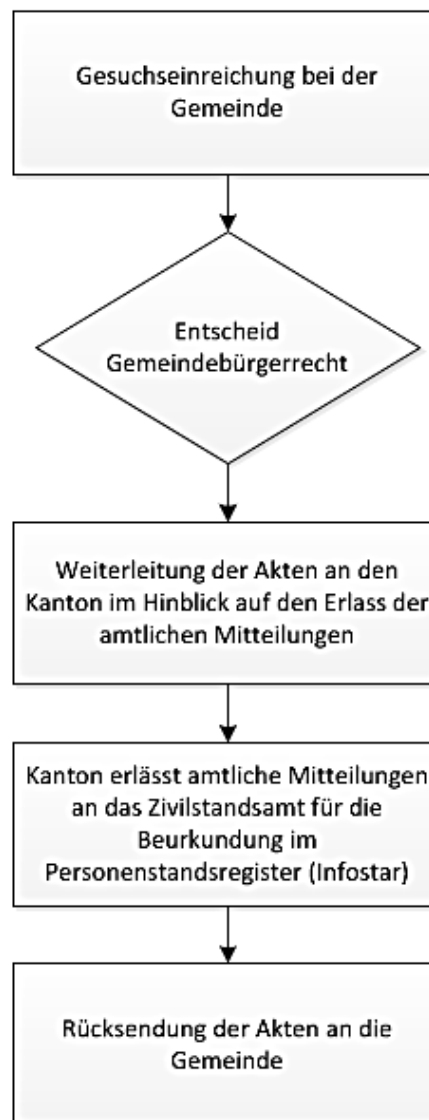 Gesuchseinreichung bei der
Gemeinde
Entscheid
Gemeindebürgerrecht
Weiterleitung der Akten an den
Kanton im Hinblick auf den Erlass der
amtlichen Mitteilungen
Kanton erlässt amtliche Mitteilungen
an das Zivilstandsamt für die
Beurkundung im
Personenstandsregister (Infostar)
Rücksendung der Akten an die
Gemeinde